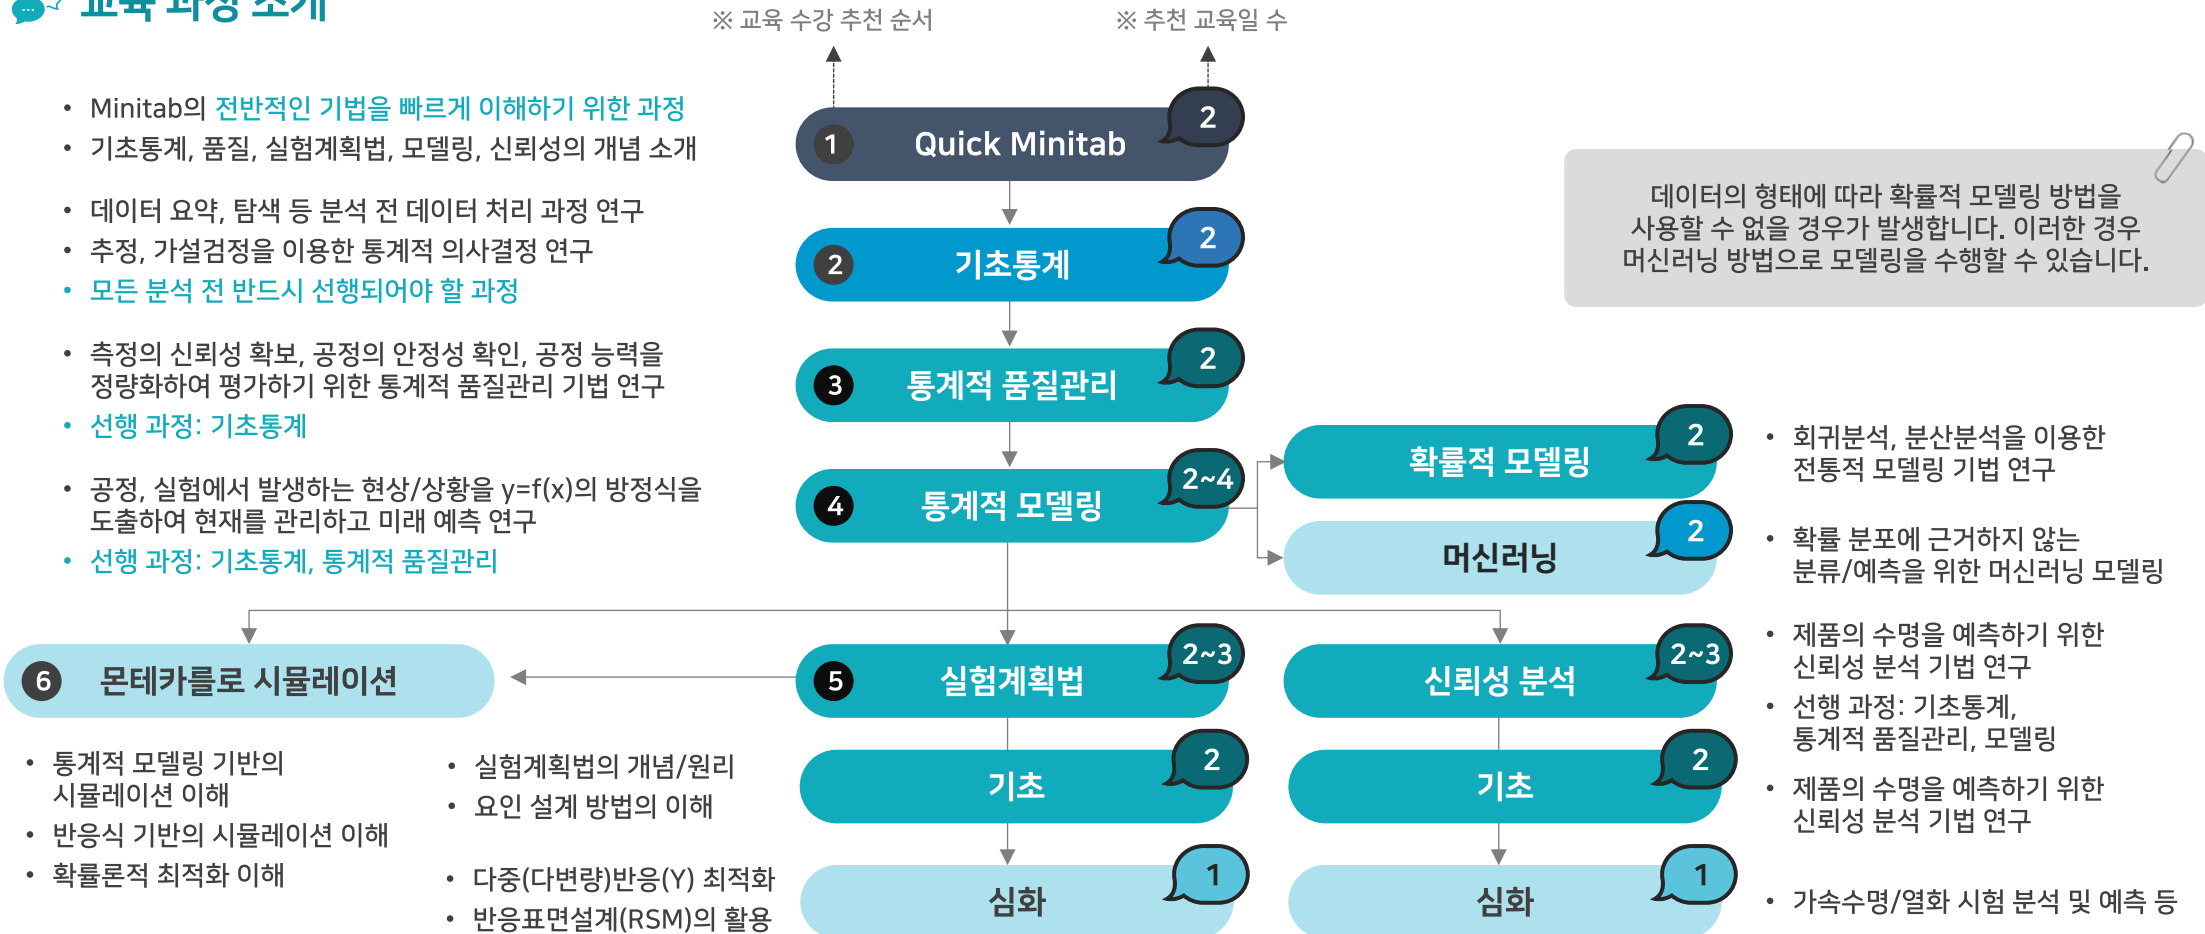 교육 과정 소개
※ 교육 수강 추천 순서
※ 추천 교육일 수
• Minitab의 전반적인 기법을 빠르게 이해하기 위한 과정
• 기초통계, 품질, 실험계획법, 모델링, 신뢰성의 개념 소개
• 데이터 요약, 탐색 등 분석 전 데이터 처리 과정 연구
• 추정, 가설검정을 이용한 통계적 의사결정 연구
• 모든 분석 전 반드시 선행되어야 할 과정
• 측정의 신뢰성 확보, 공정의 안정성 확인, 공정 능력을
정량화하여 평가하기 위한 통계적 품질관리 기법 연구
• 선행 과정: 기초통계
• 공정, 실험에서 발생하는 현상/상황을 y=f(x)의 방정식을
도출하여 현재를 관리하고 미래 예측 연구
• 선행 과정: 기초통계, 통계적 품질관리
1 Quick Minitab 2
2 기초통계 2
3 통계적 품질관리 2
4 통계적 모델링 2~4
데이터의 형태에 따라 확률적 모델링 방법을
사용할 수 없을 경우가 발생합니다. 이러한 경우
머신러닝 방법으로 모델링을 수행할 수 있습니다.
확률적 모델링 2
• 회귀분석, 분산분석을 이용한
전통적 모델링 기법 연구
머신러닝 2
• 확률 분포에 근거하지 않는
분류/예측을 위한 머신러닝 모델링
6 몬테카를로 시뮬레이션
• 통계적 모델링 기반의
시뮬레이션 이해
• 반응식 기반의 시뮬레이션 이해
• 확률론적 최적화 이해
5 실험계획법 2~3
• 실험계획법의 개념/원리
• 요인 설계 방법의 이해
기초 2
• 다중(다변량)반응(Y) 최적화
• 반응표면설계(RSM)의 활용
심화 1
신뢰성 분석 2~3
• 제품의 수명을 예측하기 위한
신뢰성 분석 기법 연구
• 선행 과정: 기초통계,
통계적 품질관리, 모델링
기초 2
• 제품의 수명을 예측하기 위한
신뢰성 분석 기법 연구
심화 1
• 가속수명/열화 시험 분석 및 예측 등